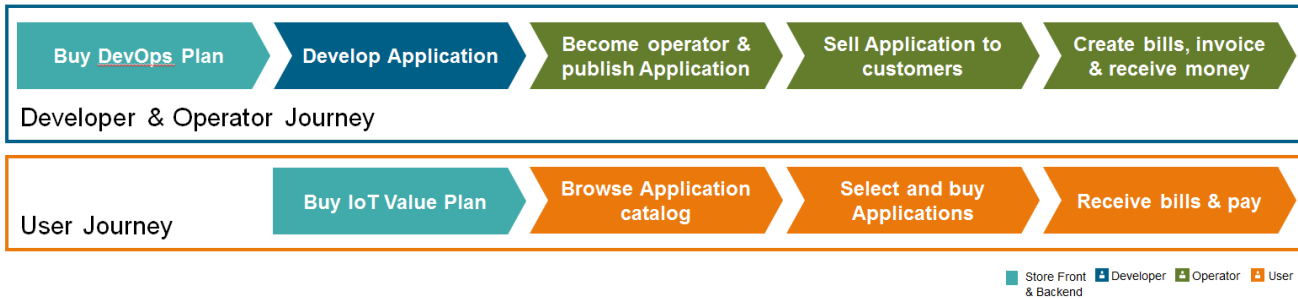 Buy DevOps Plan
Develop Application
Become operator &
publish Application
Sell Application to
customers
Create bills, invoice
& receive money
Developer & Operator Journey
Buy IoT Value Plan
Browse Application
catalog
Select and buy
Applications
Receive bills & pay
User Journey
Store Front
& Backend
Developer
Operator
User